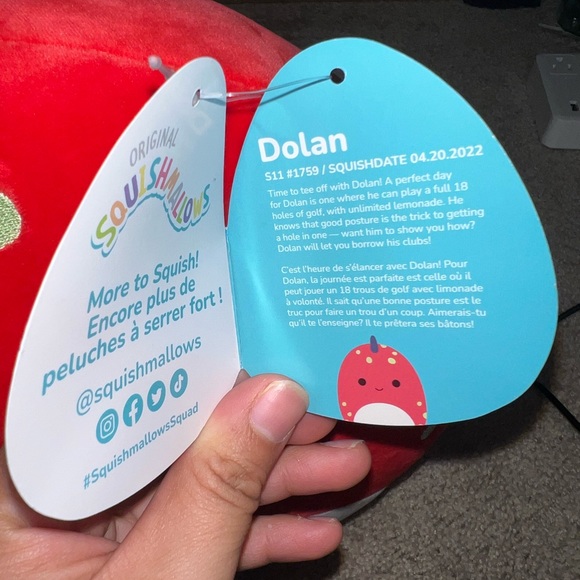 ORIGINAL
SQUISHMALLOWS™
More to Squish!
Encore plus de
peluches à serrer fort !
@squishmallows
#SquishmallowsSquad
Dolan
S11 #1759 / SQUISHDATE 04.20.2022
Time to tee off with Dolan! A perfect day
for Dolan is one where he can play a full 18
holes of golf, with unlimited lemonade. He
knows that good posture is the trick to getting
a hole in one — want him to show you how?
Dolan will let you borrow his clubs!
C'est l'heure de s'élancer avec Dolan! Pour
Dolan, la journée est parfaite est celle où il
peut jouer un 18 trous de golf avec limonade
à volonté. Il sait qu'une bonne posture est le
truc pour faire un trou d'un coup. Aimerais-tu
qu'il te l'enseigne? Il te prêtera ses bâtons!